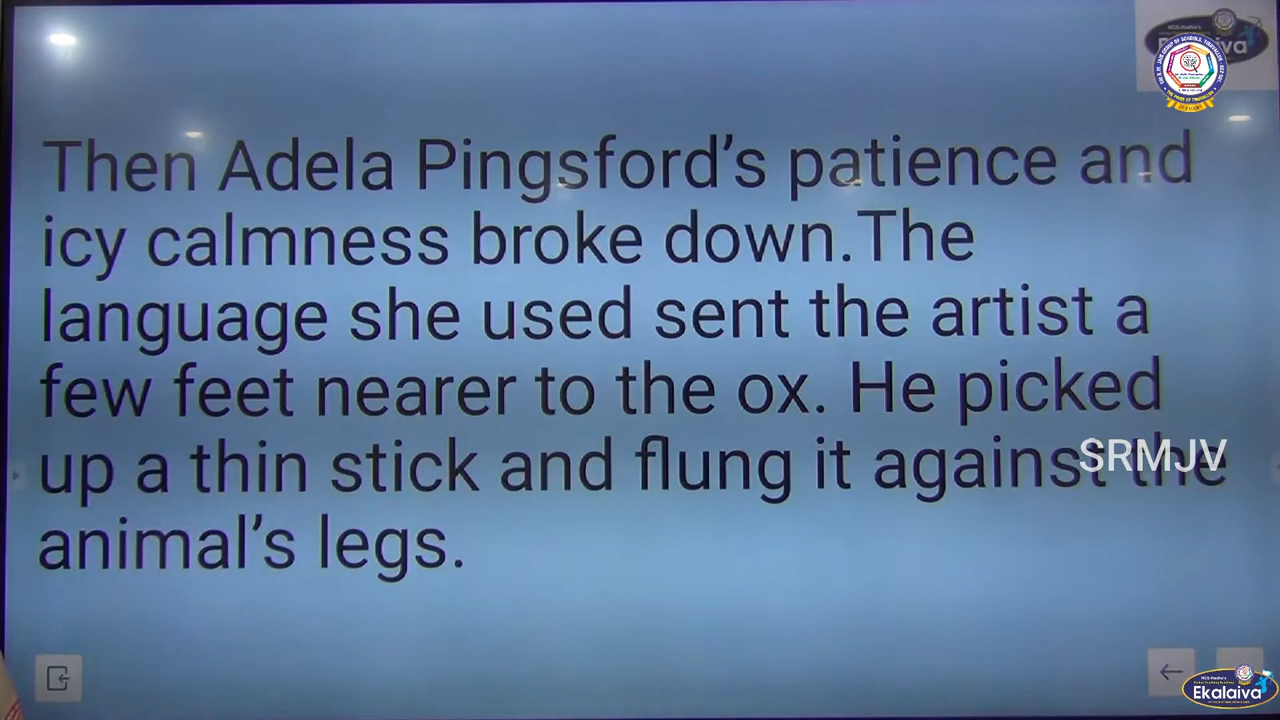 Then Adela Pingsford's patience and
icy calmness broke down.The
language she used sent the artist a
few feet nearer to the ox. He picked
up a thin stick and flung it against the
animal's legs.
SRMJV
Ekalaiva